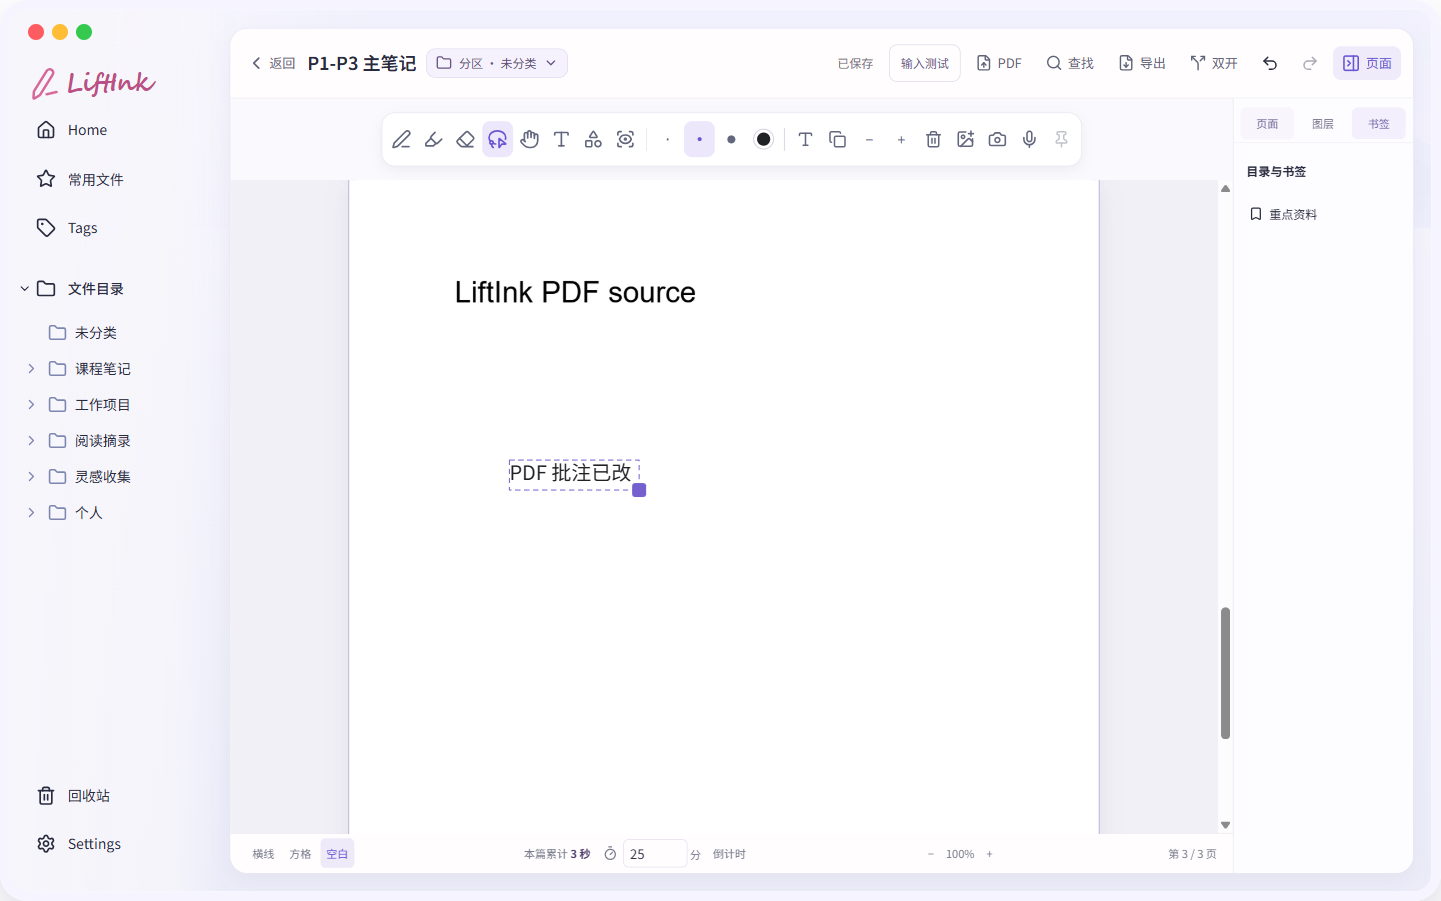 LiftInk
Home
常用文件
Tags
文件目录
未分类
课程笔记
工作项目
阅读摘录
灵感收集
个人
回收站
Settings
返回
P1-P3 主笔记
分区 · 未分类
已保存
输入测试
PDF
查找
导出
双开
页面
LiftInk PDF source
PDF 批注已改
页面
图层
书签
目录与书签
重点资料
横线
方格
空白
本篇累计 3 秒
25
分
倒计时
− 100% +
第 3 / 3 页